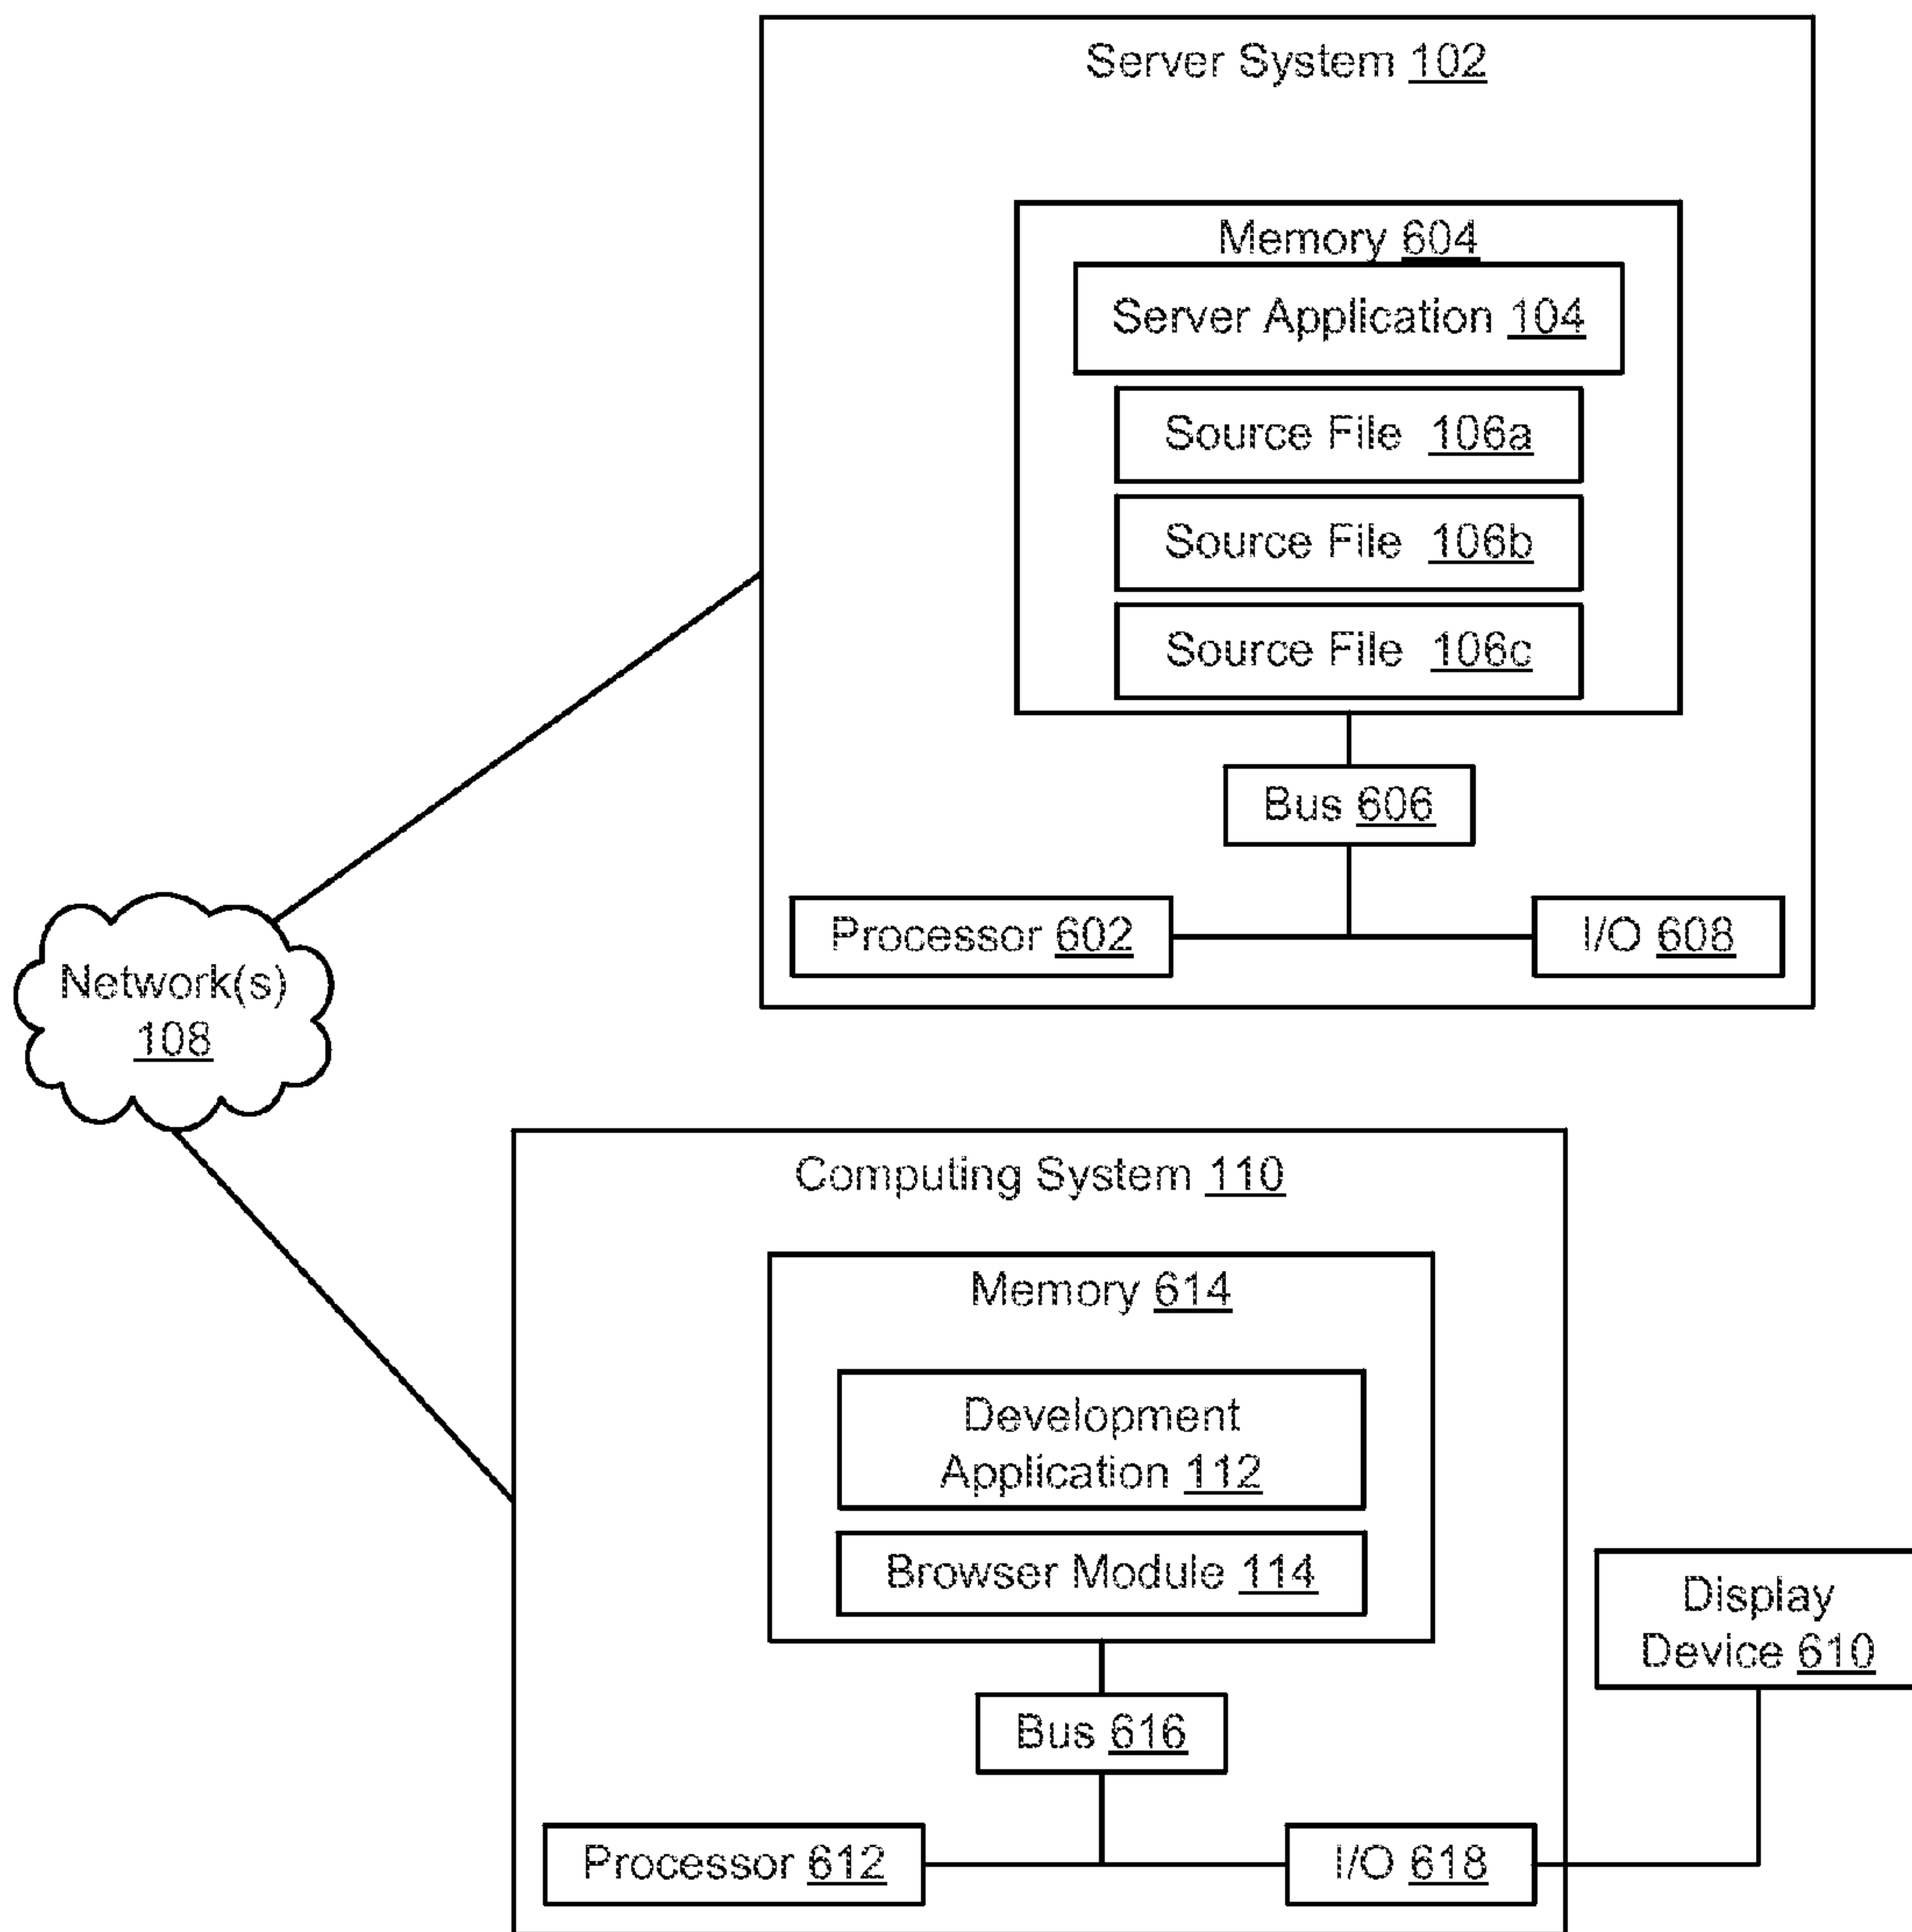 Server System 102
Memory 604
Server Application 104
Source File 106a
Source File 106b
Source File 106c
Bus 606
Processor 602
I/O 608
Network(s)
108
Computing System 110
Memory 614
Development
Application 112
Browser Module 114
Display
Device 610
Bus 616
Processor 612
I/O 618